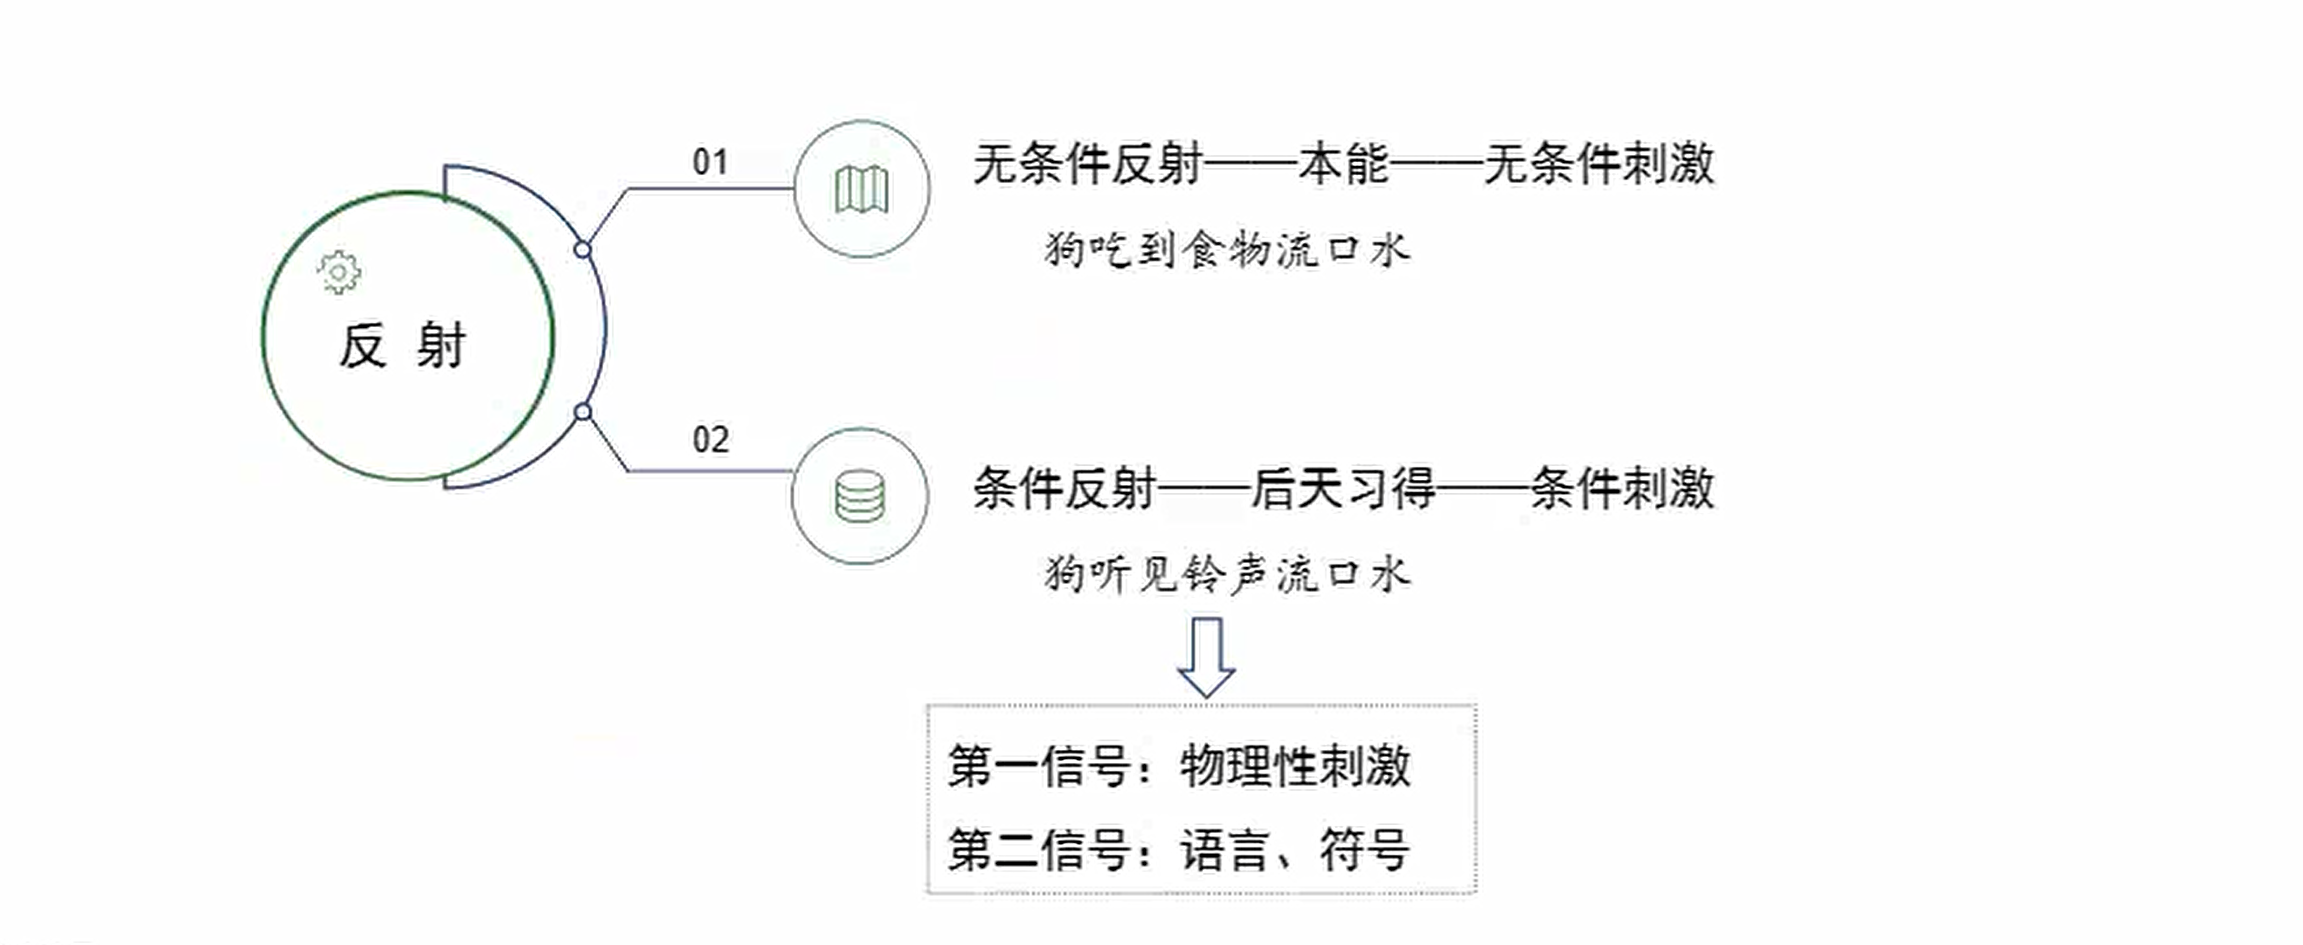 01
无条件反射——本能——无条件刺激
狗吃到食物流口水
反 射
02
条件反射——后天习得——条件刺激
狗听见铃声流口水
第一信号：物理性刺激
第二信号：语言、符号